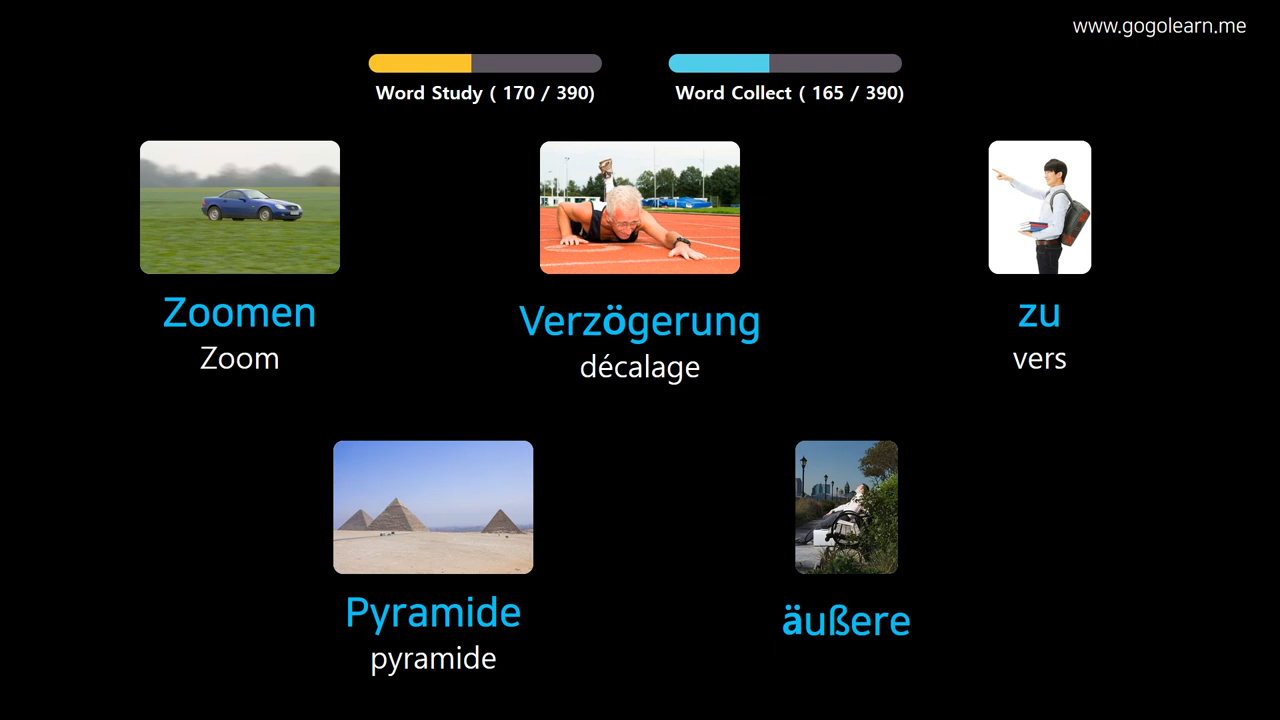 www.gogolearn.me
Word Study ( 170 / 390)
Word Collect ( 165 / 390)
Zoomen
Zoom
Verzögerung
décalage
zu
vers
Pyramide
pyramide
äußere